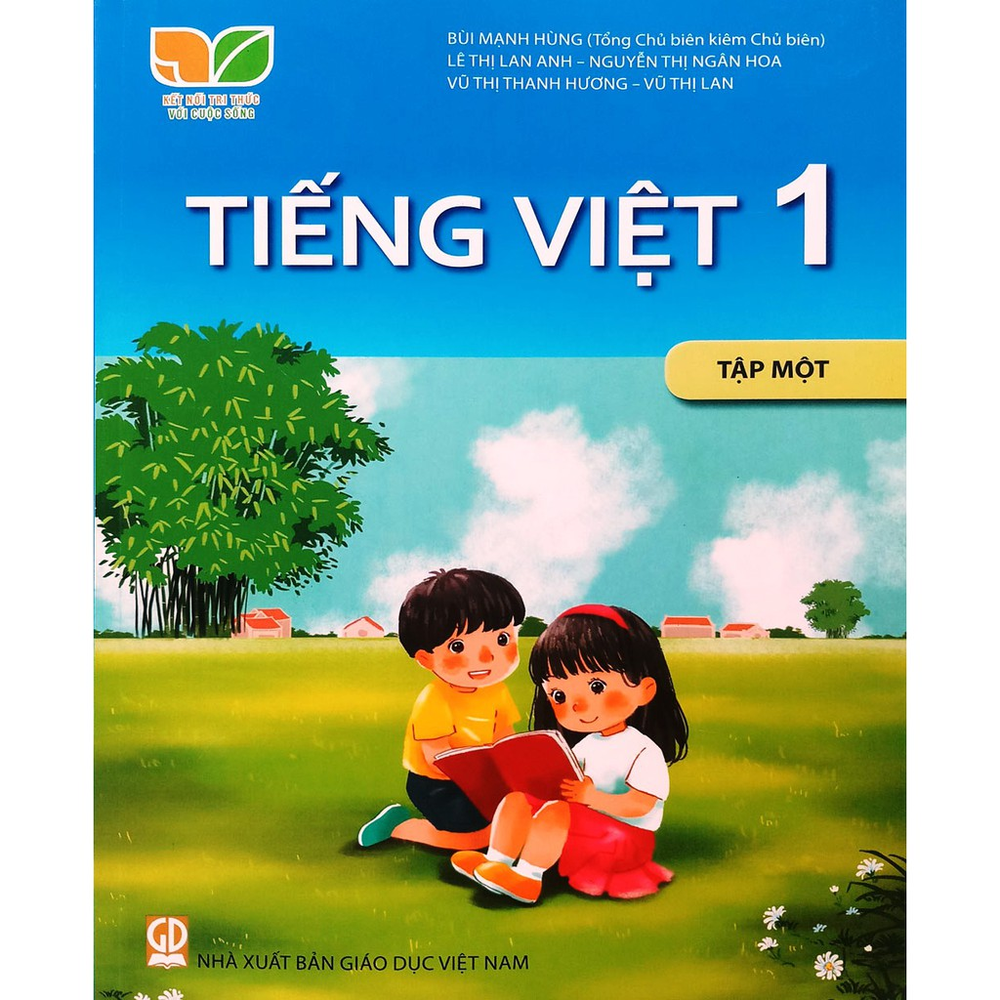 KẾT NỐI TRI THỨC
VỚI CUỘC SỐNG
BÙI MẠNH HÙNG (Tổng Chủ biên kiêm Chủ biên)
LÊ THỊ LAN ANH – NGUYỄN THỊ NGÂN HOA
VŨ THỊ THANH HƯƠNG – VŨ THỊ LAN
TIẾNG VIỆT 1
TẬP MỘT
GD
NHÀ XUẤT BẢN GIÁO DỤC VIỆT NAM